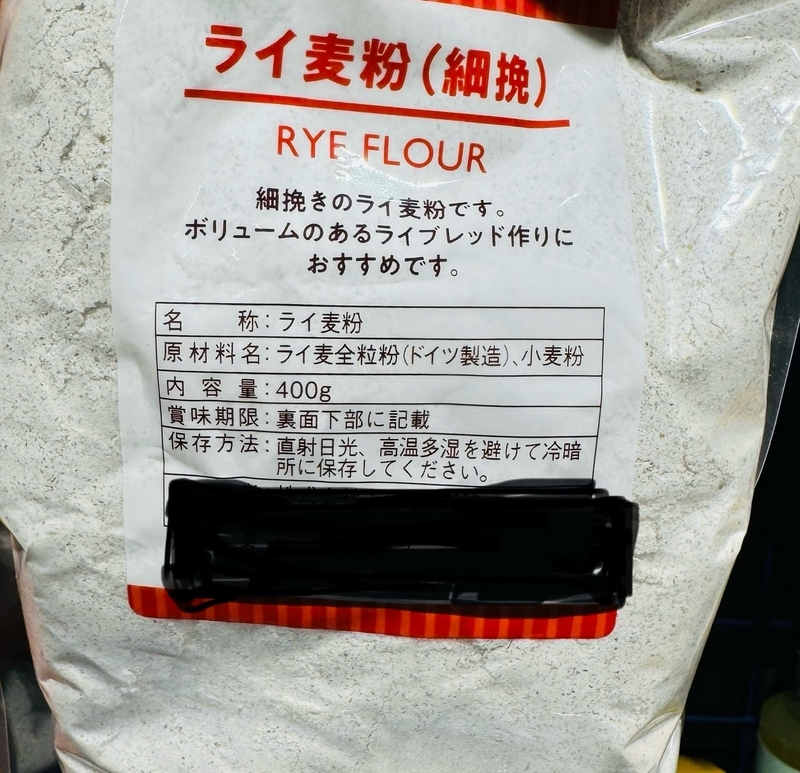 ライ麦粉(細挽)
RYE FLOUR
細挽きのライ麦粉です。
ボリュームのあるライブレッド作りに
おすすめです。
名称:ライ麦粉
原材料名:ライ麦全粒粉(ドイツ製造)、小麦粉
内容量:400g
賞味期限:裏面下部に記載
保存方法:直射日光、高温多湿を避けて冷暗
所に保存してください。